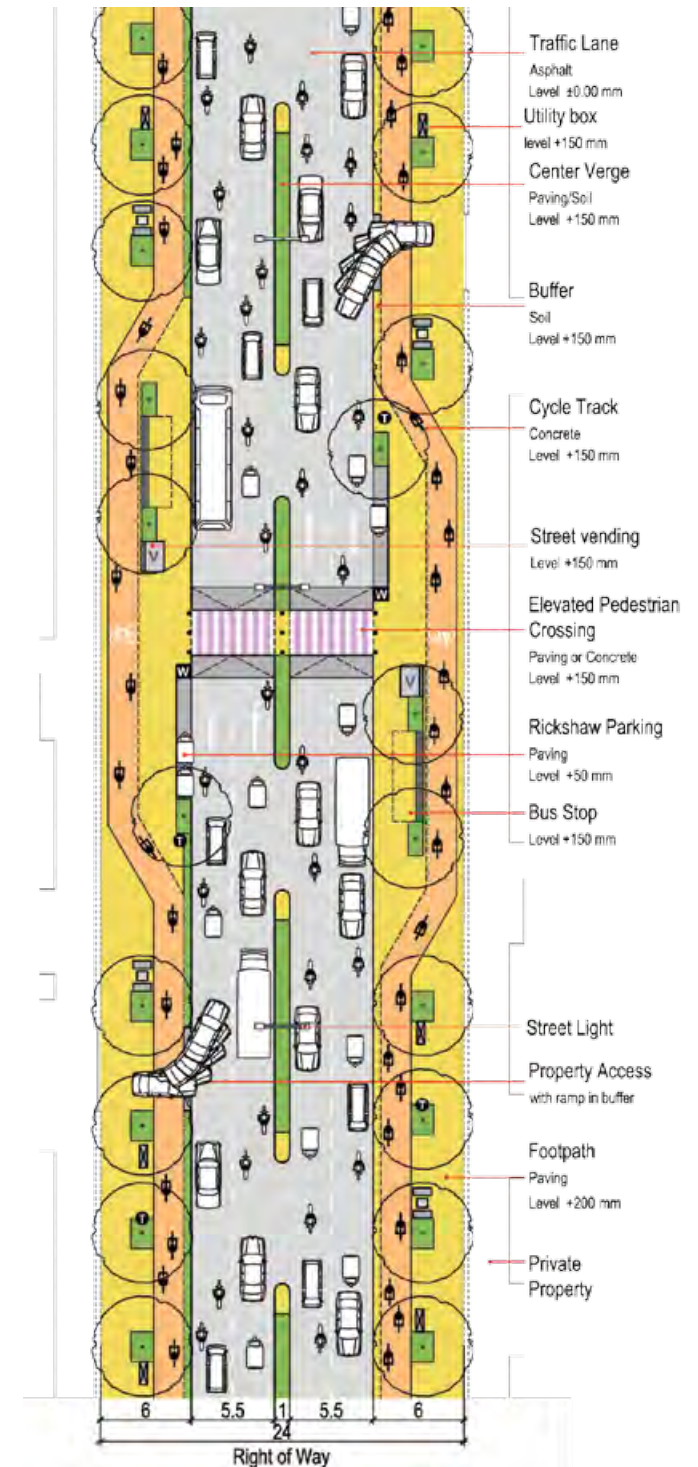 Traffic Lane
Asphalt
Level ±0.00 mm
Utility box
level +150 mm
Center Verge
Paving/Soil
Level +150 mm
Buffer
Soil
Level +150 mm
Cycle Track
Concrete
Level +150 mm
Street vending
Level +150 mm
Elevated Pedestrian
Crossing
Paving or Concrete
Level +150 mm
Rickshaw Parking
Paving
Level +50 mm
Bus Stop
Level +150 mm
Street Light
Property Access
with ramp in buffer
Footpath
Paving
Level +200 mm
Private
Property
T
V
W
W
V
T
T
T
6 5.5 1 5.5 6
24
Right of Way